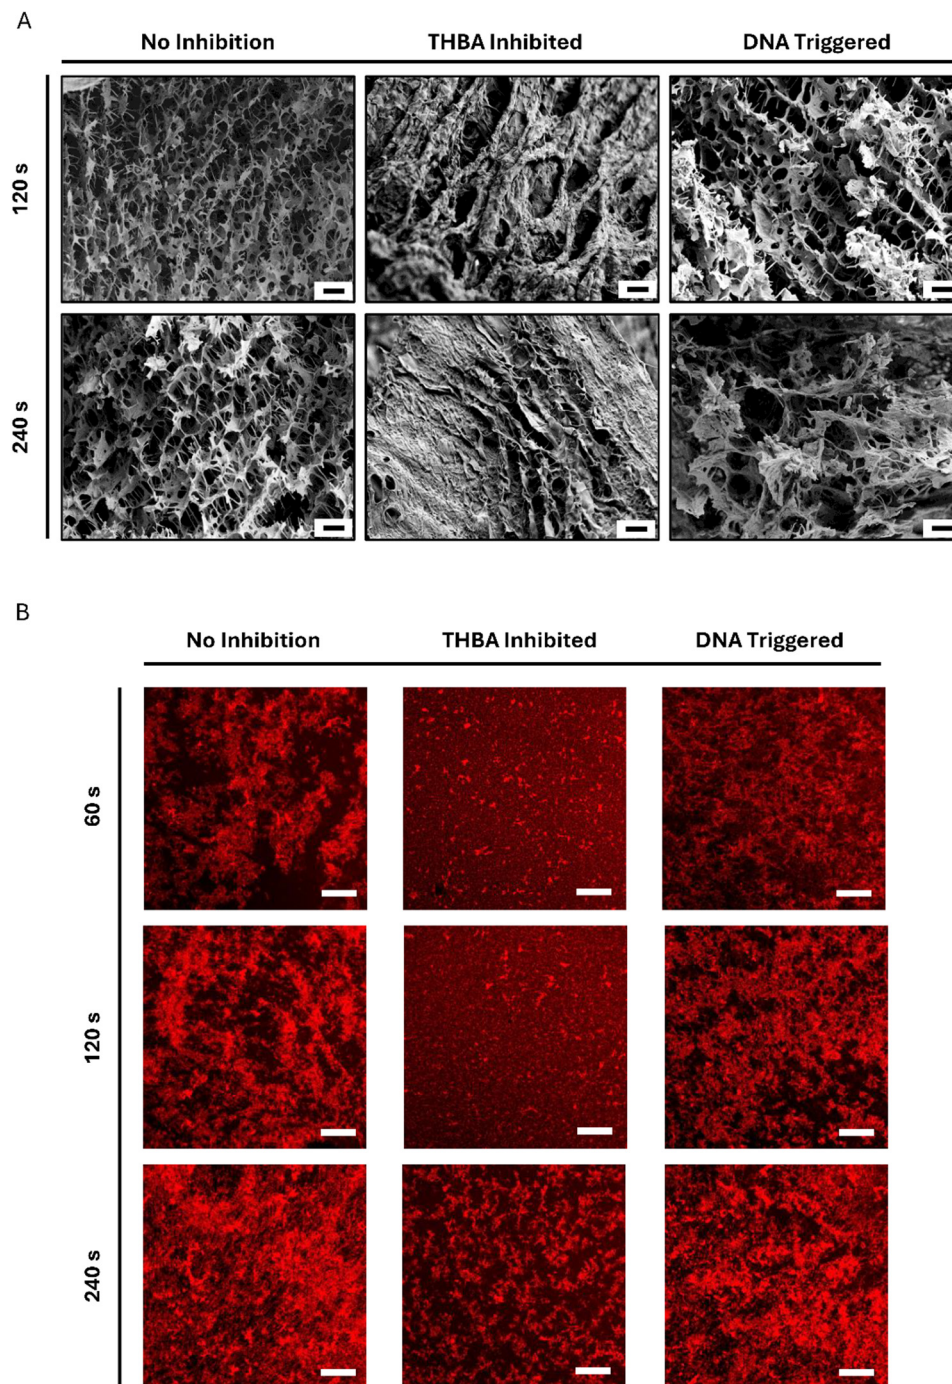 A
No Inhibition THBA Inhibited DNA Triggered
120 s
240 s
B
No Inhibition THBA Inhibited DNA Triggered
60 s
120 s
240 s